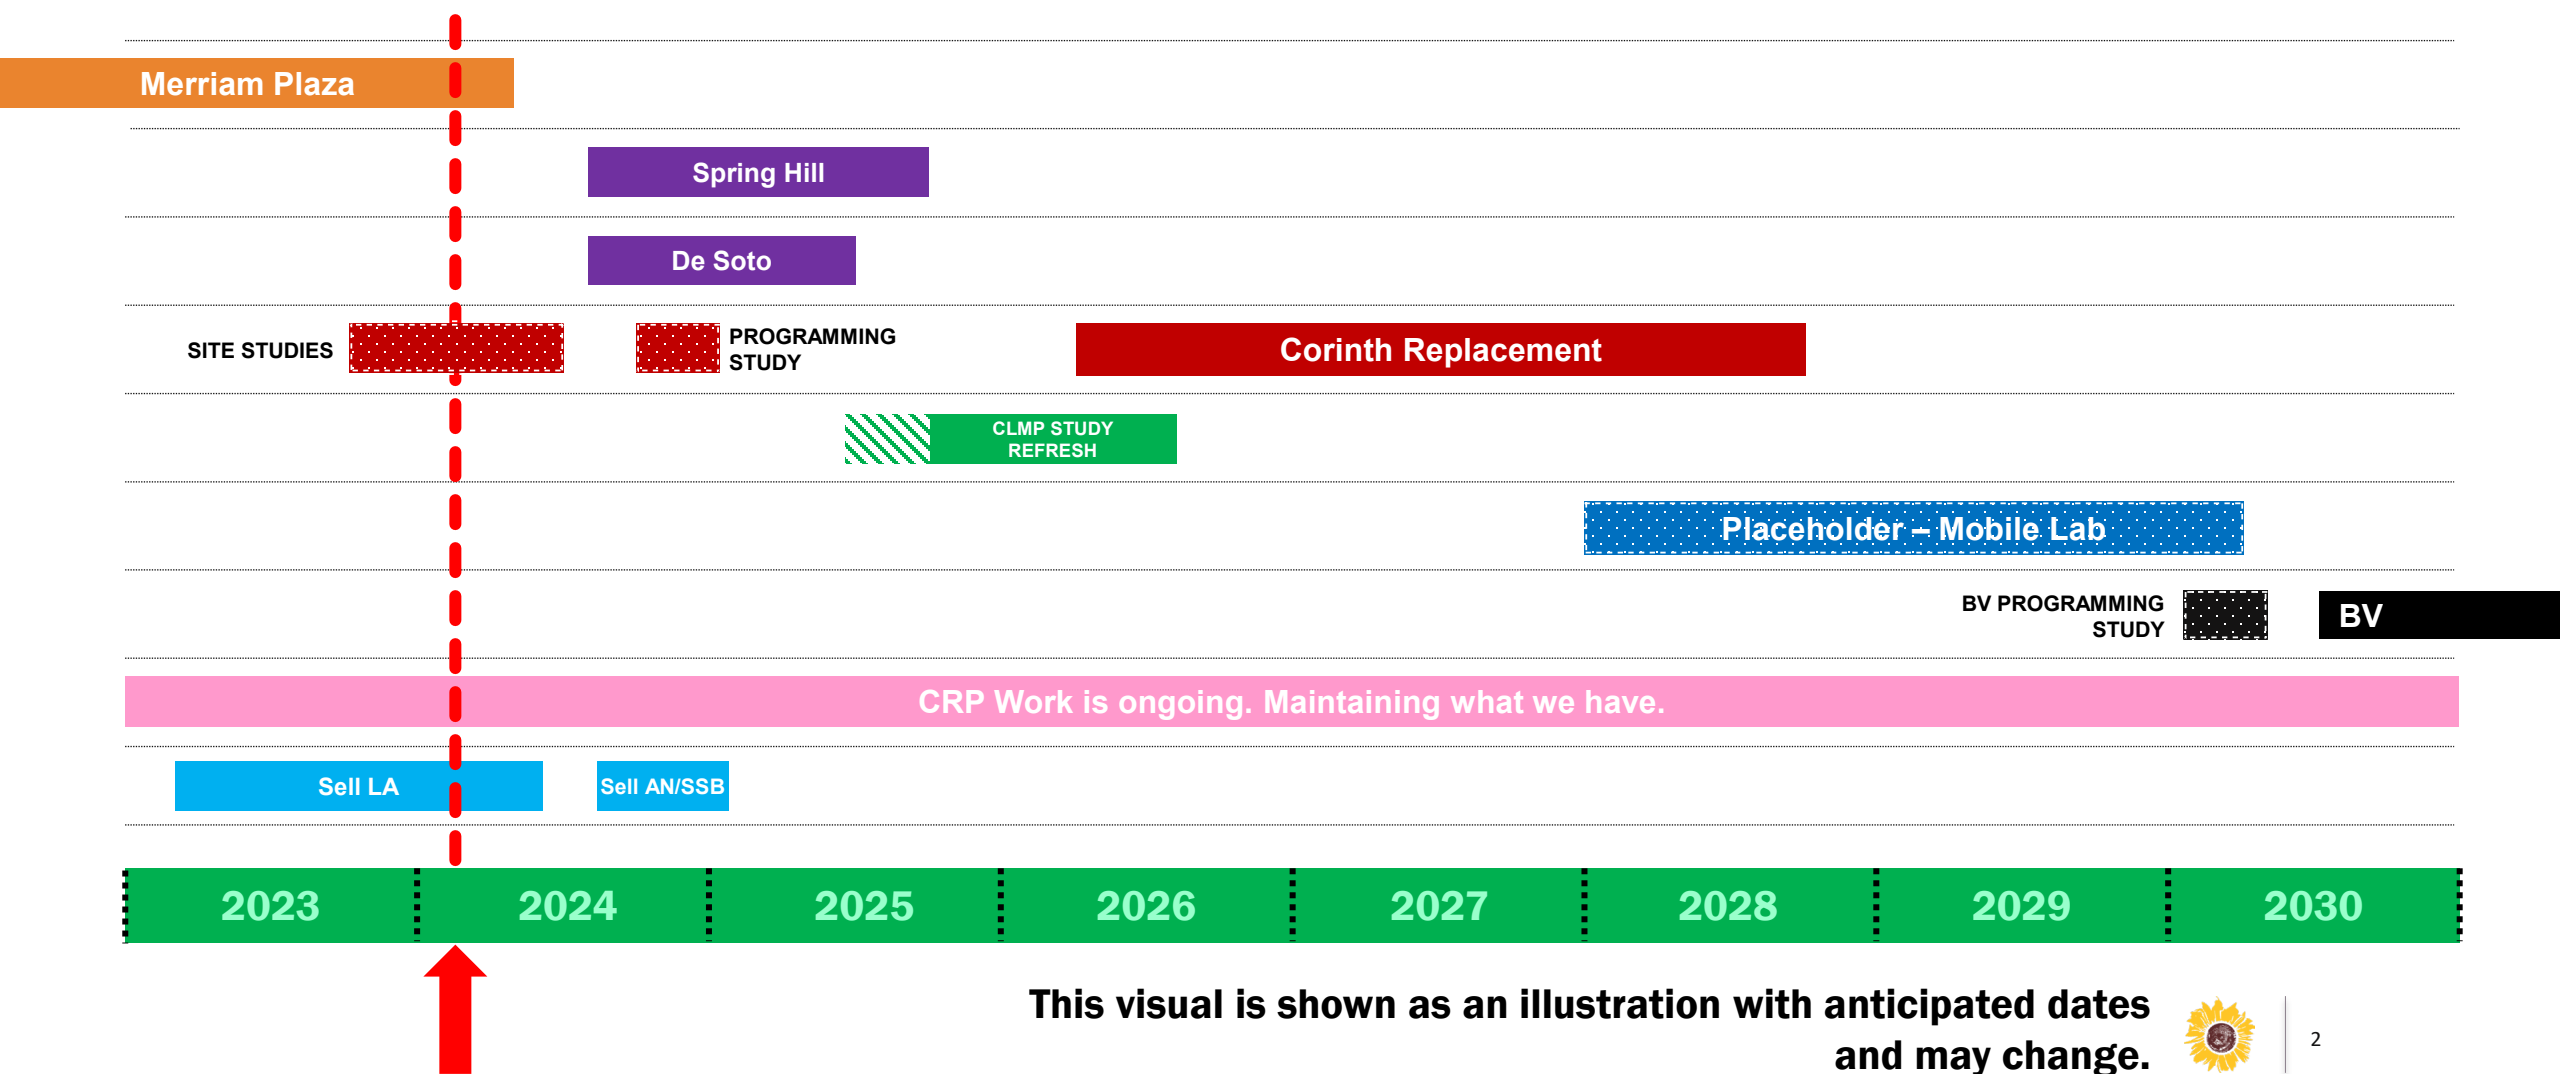 Merriam Plaza
Spring Hill
De Soto
SITE STUDIES
PROGRAMMING
STUDY
Corinth Replacement
CLMP STUDY
REFRESH
Placeholder – Mobile Lab
BV PROGRAMMING
STUDY
BV
CRP Work is ongoing. Maintaining what we have.
Sell LA
Sell AN/SSB
2023
2024
2025
2026
2027
2028
2029
2030
This visual is shown as an illustration with anticipated dates
and may change.
2